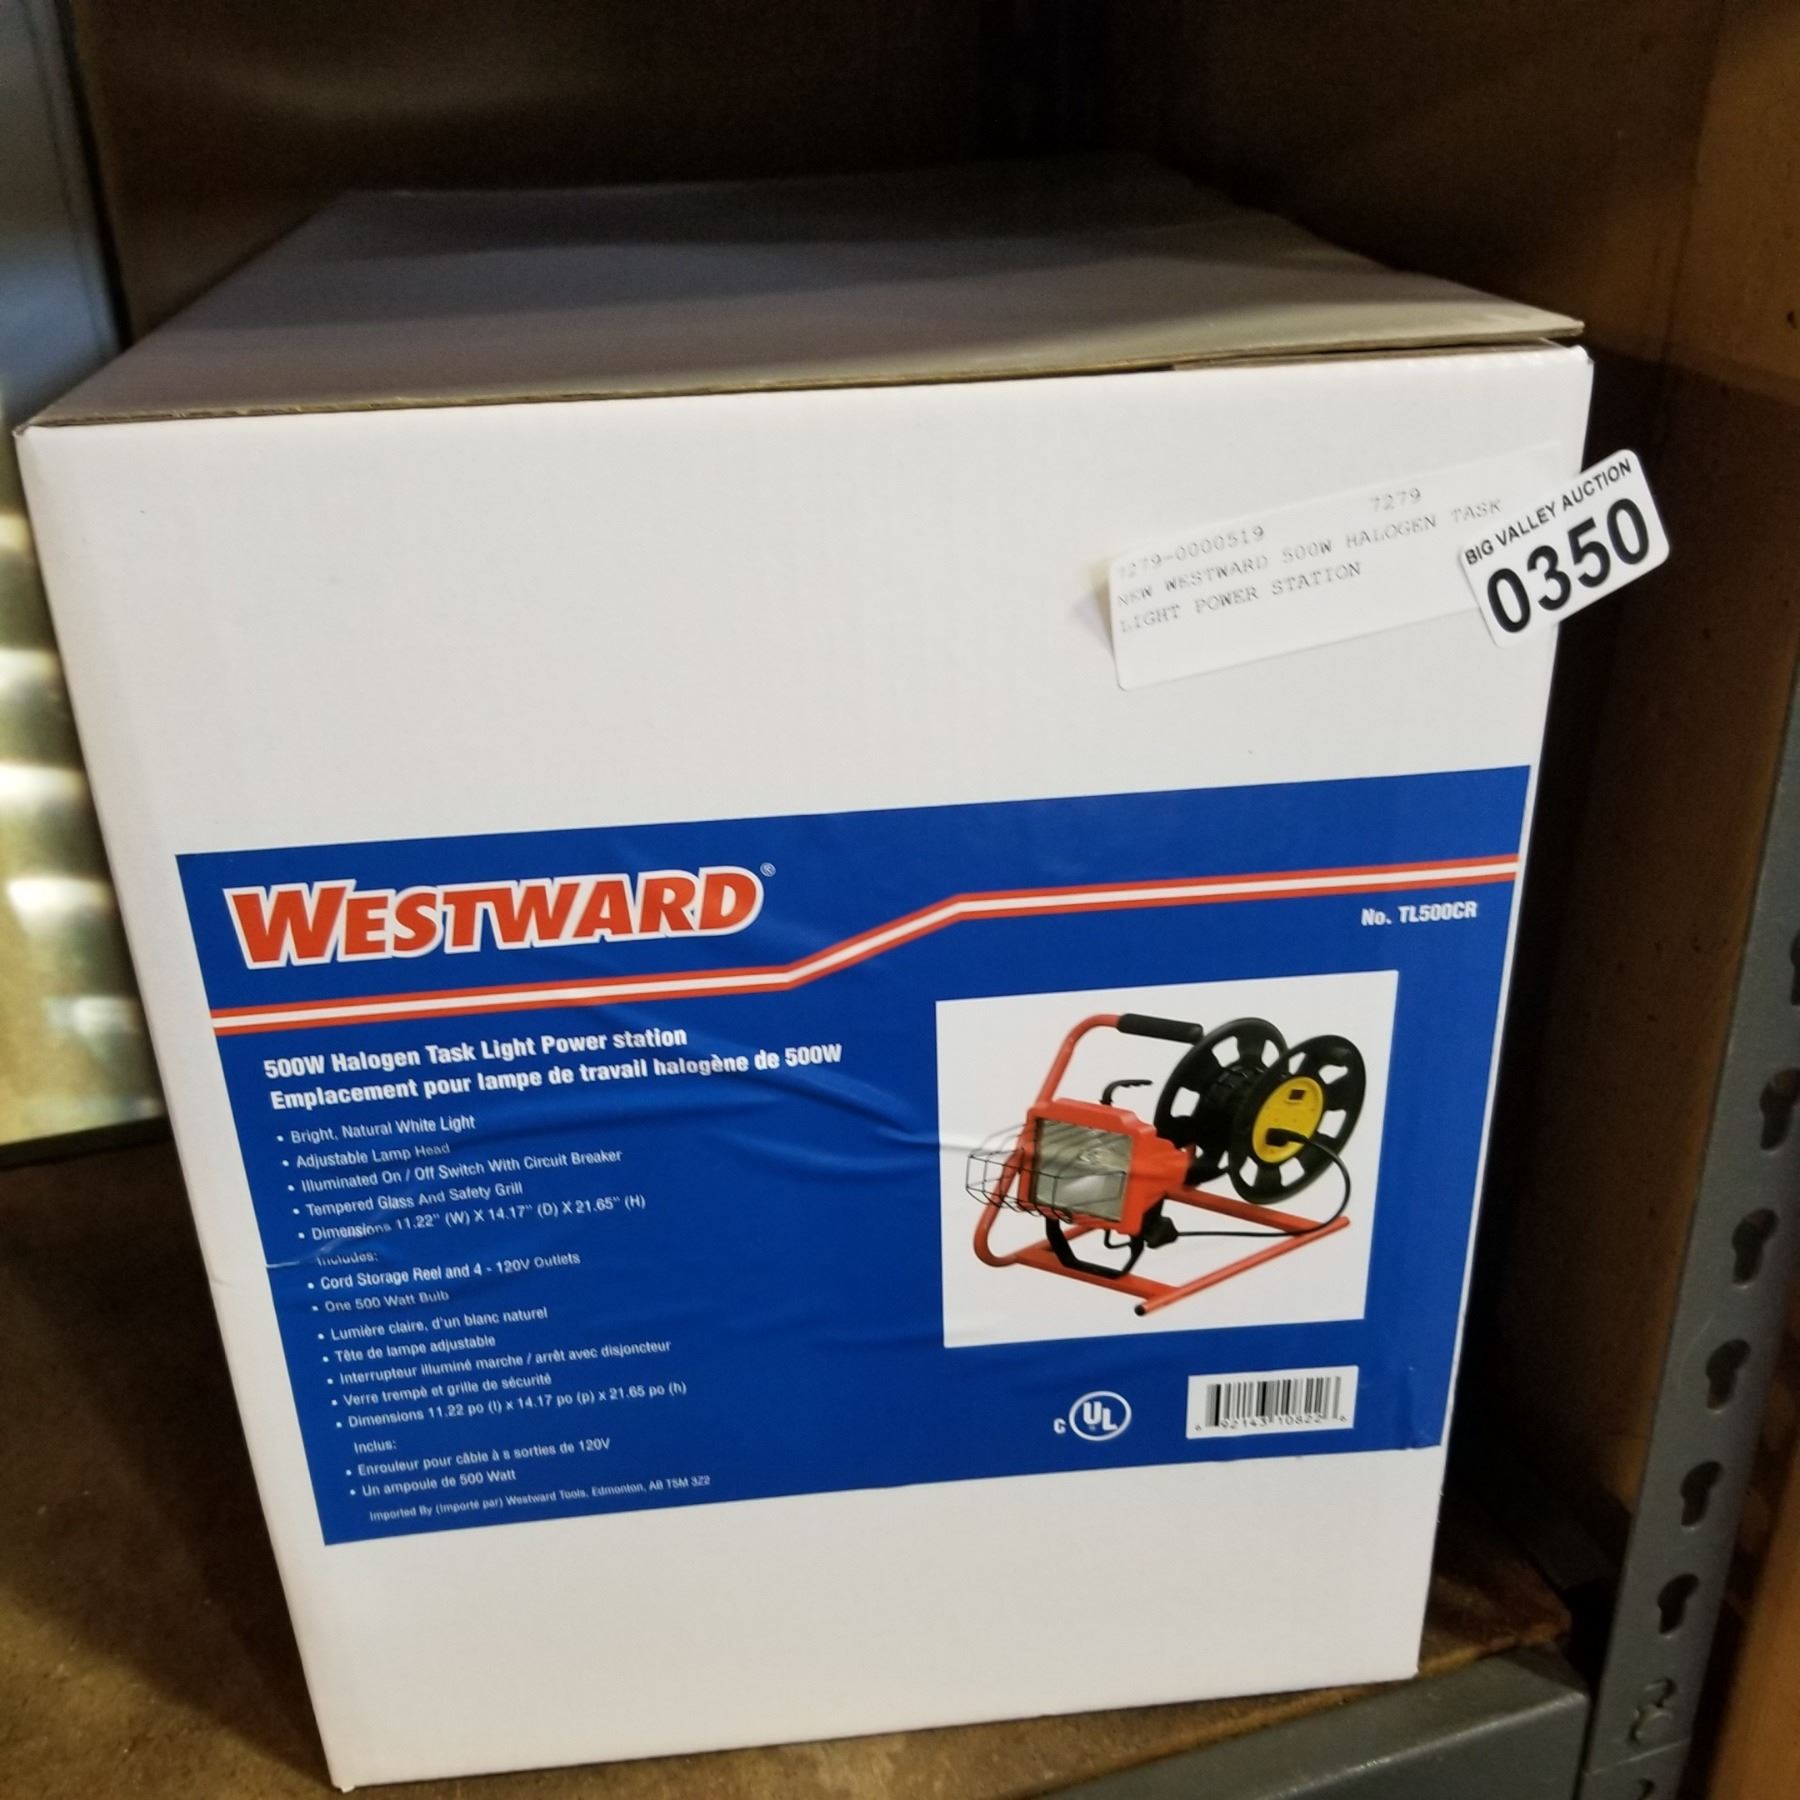 7279
7279-0000519
NEW WESTWARD 500W HALOGEN TASK
LIGHT POWER STATION
BIG VALLEY AUCTION
0350
WESTWARD®
No. TL500CR
500W Halogen Task Light Power station
Emplacement pour lampe de travail halogène de 500W
• Bright, Natural White Light
• Adjustable Lamp Head
• Illuminated On / Off Switch With Circuit Breaker
• Tempered Glass And Safety Grill
• Dimensions 11.22" (W) X 14.17" (D) X 21.65" (H)
Includes:
• Cord Storage Reel and 4 - 120V Outlets
• One 500 Watt Bulb
• Lumière claire, d'un blanc naturel
• Tête de lampe adjustable
• Interrupteur illuminé marche / arrêt avec disjoncteur
• Verre trempé et grille de sécurité
• Dimensions 11.22 po (l) x 14.17 po (p) x 21.65 po (h)
Inclus:
• Enrouleur pour câble à s sorties de 120V
• Un ampoule de 500 Watt
Imported By (Importé par) Westward Tools, Edmonton, AB T5M 3Z2
C UL
6 92143 10822 6